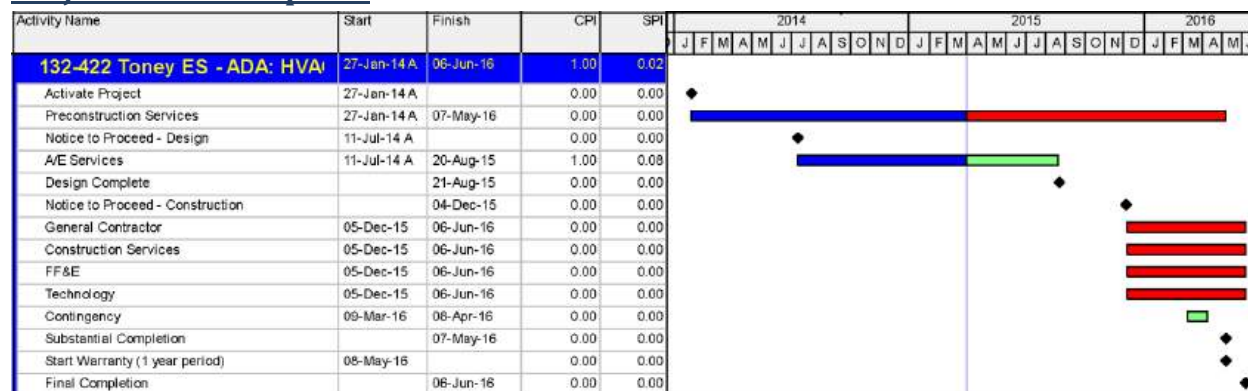 Activity Name Start Finish CPI SPI 2014 2015 2016
J F M A M J J A S O N D J F M A M J J A S O N D J F M A M
132-422 Toney ES - ADA: HVA 27-Jan-14 A 06-Jun-16 1.00 0.02
Activate Project 27-Jan-14 A 0.00 0.00
Preconstruction Services 27-Jan-14 A 07-May-16 0.00 0.00
Notice to Proceed - Design 11-Jul-14 A 0.00 0.00
A/E Services 11-Jul-14 A 20-Aug-15 1.00 0.08
Design Complete 21-Aug-15 0.00 0.00
Notice to Proceed - Construction 04-Dec-15 0.00 0.00
General Contractor 05-Dec-15 06-Jun-16 0.00 0.00
Construction Services 05-Dec-15 06-Jun-16 0.00 0.00
FF&E 05-Dec-15 06-Jun-16 0.00 0.00
Technology 05-Dec-15 06-Jun-16 0.00 0.00
Contingency 09-Mar-16 08-Apr-16 0.00 0.00
Substantial Completion 07-May-16 0.00 0.00
Start Warranty (1 year period) 08-May-16 0.00 0.00
Final Completion 06-Jun-16 0.00 0.00